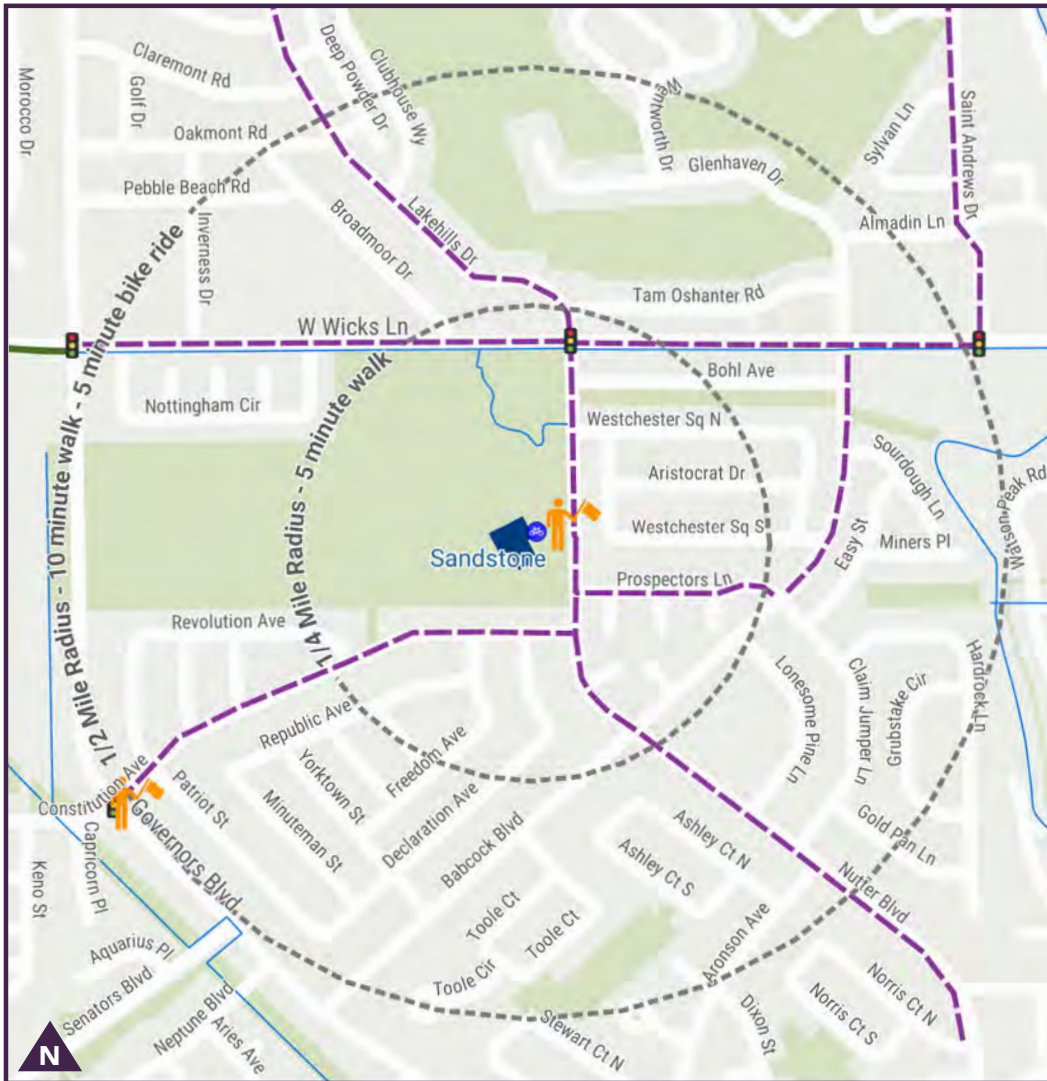 Morocco Dr
Claremont Rd
Golf Dr
Oakmont Rd
Pebble Beach Rd
Inverness Dr
Deep Powder Dr
Clubhouse Wy
Broadmoor Dr
Lakehills Dr
Wentworth Dr
Glenhaven Dr
Sylvan Ln
Saint Andrews Dr
Almadin Ln
Tam Oshanter Rd
W Wicks Ln
1/2 Mile Radius - 10 minute walk - 5 minute bike ride
1/4 Mile Radius - 5 minute walk
Nottingham Cir
Bohl Ave
Westchester Sq N
Aristocrat Dr
Westchester Sq S
Sourdough Ln
Watson Peak Rd
Easy St
Miners Pl
Sandstone
Prospectors Ln
Revolution Ave
Republic Ave
Lonesome Pine Ln
Claim Jumper Ln
Grubstake Cir
Hardrock Ln
Constitution Ave
Patriot St
Yorktown St
Freedom Ave
Minuteman St
Declaration Ave
Babcock Blvd
Governors Blvd
Capricorn Pl
Keno St
Ashley Ct N
Ashley Ct S
Gold Pan Ln
Nutter Blvd
Toole Ct
Toole Ct
Toole Cir
Aronson Ave
Aquarius Pl
Senators Blvd
Neptune Blvd
Aries Ave
Stewart Ct N
Dixon St
Norris Ct S
Norris Ct N
N